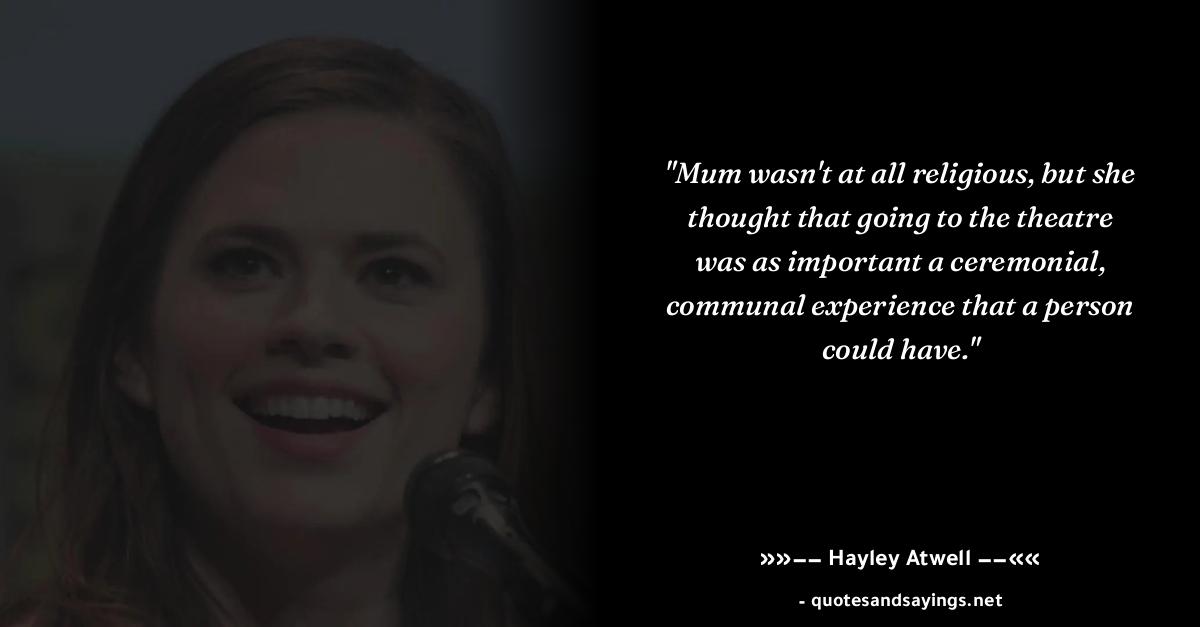 "Mum wasn't at all religious, but she
thought that going to the theatre
was as important a ceremonial,
communal experience that a person
could have."
»»–– Hayley Atwell ––««
- quotesandsayings.net